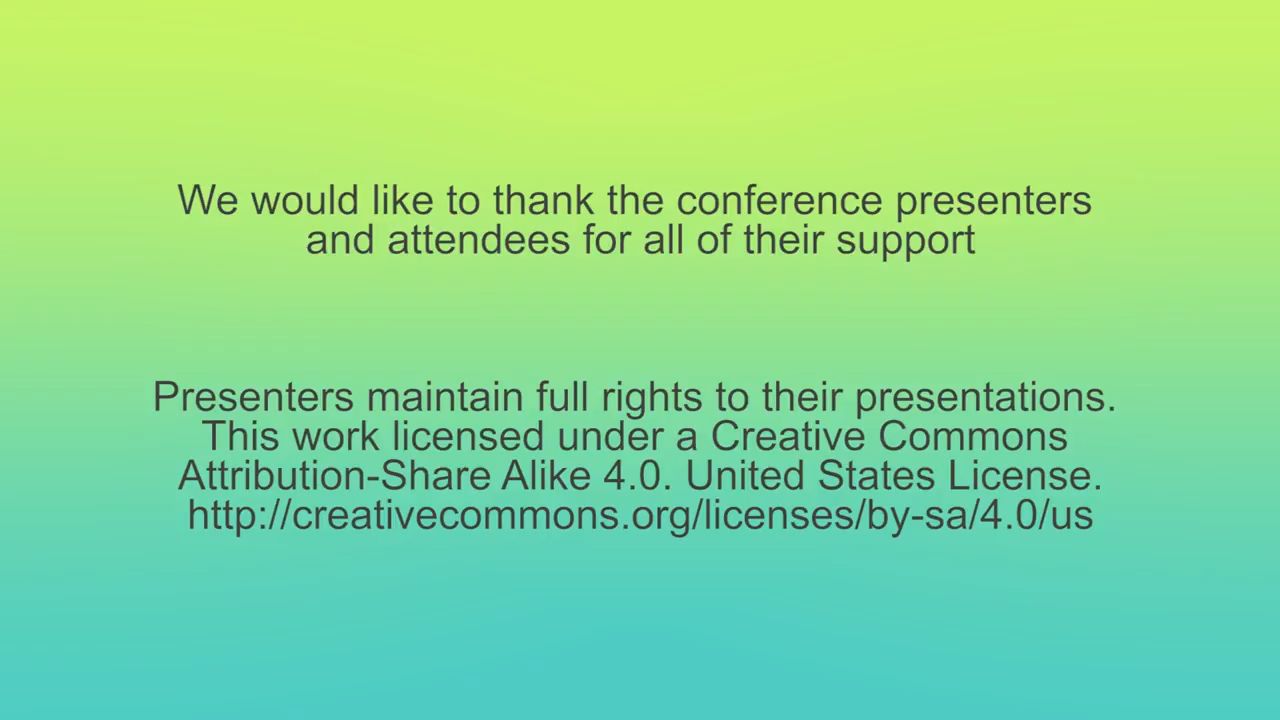 We would like to thank the conference presenters
and attendees for all of their support
Presenters maintain full rights to their presentations.
This work licensed under a Creative Commons
Attribution-Share Alike 4.0. United States License.
http://creativecommons.org/licenses/by-sa/4.0/us